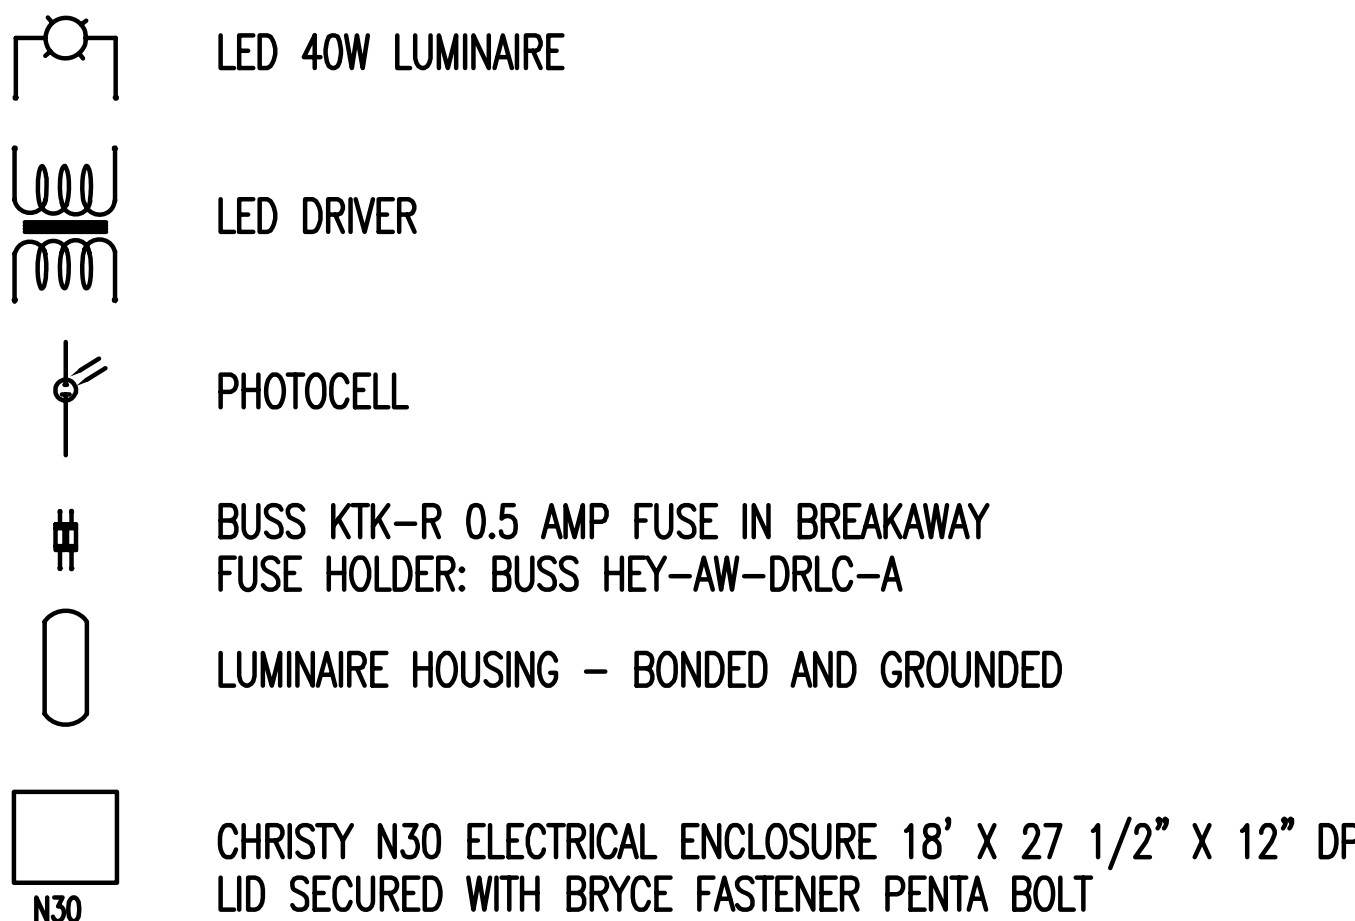 LED 40W LUMINAIRE
LED DRIVER
PHOTOCELL
BUSS KTK-R 0.5 AMP FUSE IN BREAKAWAY
FUSE HOLDER: BUSS HEY-AW-DRLC-A
LUMINAIRE HOUSING - BONDED AND GROUNDED
CHRISTY N30 ELECTRICAL ENCLOSURE 18' X 27 1/2" X 12"
LID SECURED WITH BRYCE FASTENER PENTA BOLT
N30